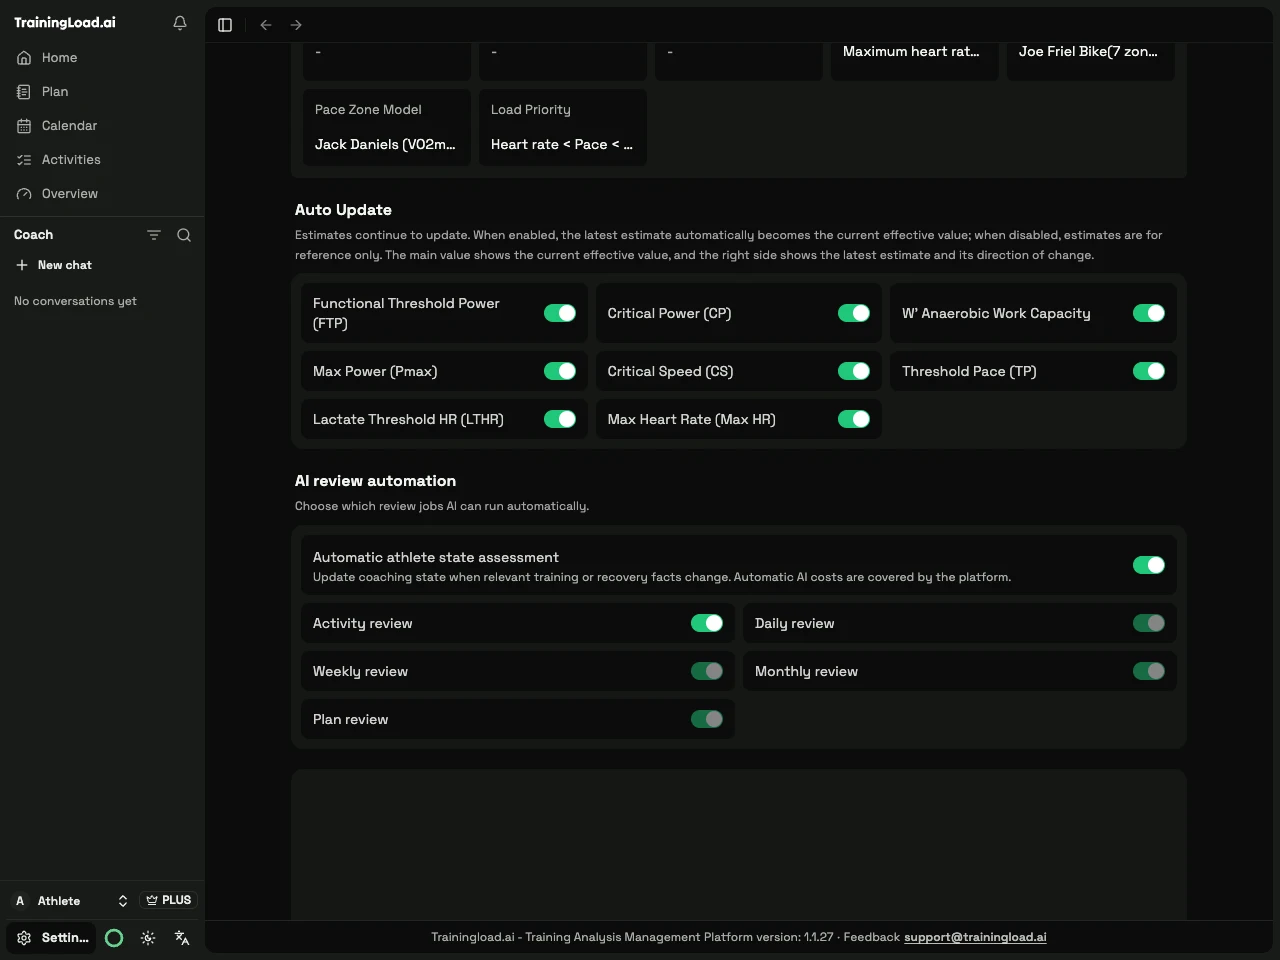 TrainingLoad.ai
Home
Plan
Calendar
Activities
Overview
Coach
New chat
No conversations yet
A Athlete PLUS
Settin...
- - - Maximum heart rat... Joe Friel Bike(7 zon...
Pace Zone Model Load Priority
Jack Daniels (VO2m... Heart rate < Pace < ...
Auto Update
Estimates continue to update. When enabled, the latest estimate automatically becomes the current effective value; when disabled, estimates are for
reference only. The main value shows the current effective value, and the right side shows the latest estimate and its direction of change.
Functional Threshold Power
(FTP)
Critical Power (CP)
W' Anaerobic Work Capacity
Max Power (Pmax)
Critical Speed (CS)
Threshold Pace (TP)
Lactate Threshold HR (LTHR)
Max Heart Rate (Max HR)
AI review automation
Choose which review jobs AI can run automatically.
Automatic athlete state assessment
Update coaching state when relevant training or recovery facts change. Automatic AI costs are covered by the platform.
Activity review
Daily review
Weekly review
Monthly review
Plan review
Trainingload.ai - Training Analysis Management Platform version: 1.1.27 · Feedback support@trainingload.ai